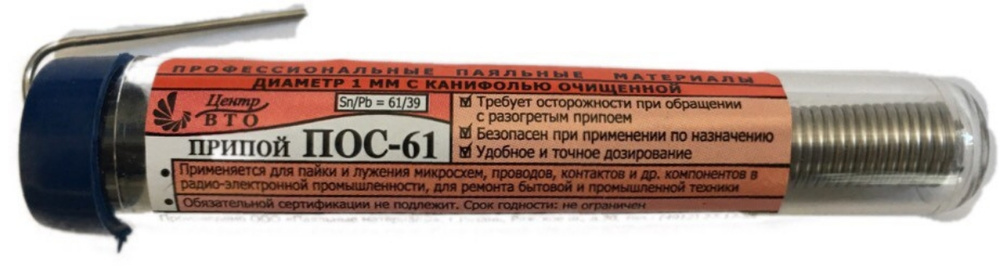 ПРОФЕССИОНАЛЬНЫЕ ПАЯЛЬНЫЕ МАТЕРИАЛЫ
ДИАМЕТР 1 ММ С КАНИФОЛЬЮ ОЧИЩЕННОЙ
Центр
ВТО
Sn/Pb = 61/39
ПРИПОЙ ПОС-61
Требует осторожности при обращении
с разогретым припоем
Безопасен при применении по назначению
Удобное и точное дозирование
• Применяется для пайки и лужения микросхем, проводов, контактов и др. компонентов в
радио-электронной промышленности, для ремонта бытовой и промышленной техники
• Обязательной сертификации не подлежит. Срок годности: не ограничен